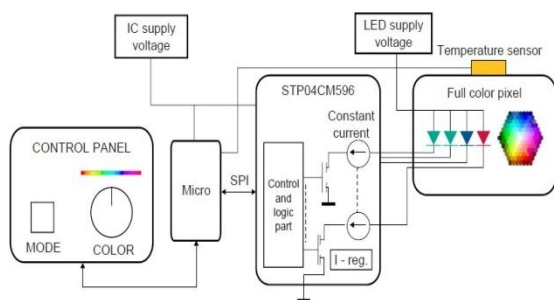 IC supply
voltage
LED supply
voltage
Temperature sensor
STP04CM596
Full color pixel
Constant
current
CONTROL PANEL
Micro
SPI
Control
and
logic
part
MODE
COLOR
I - reg.